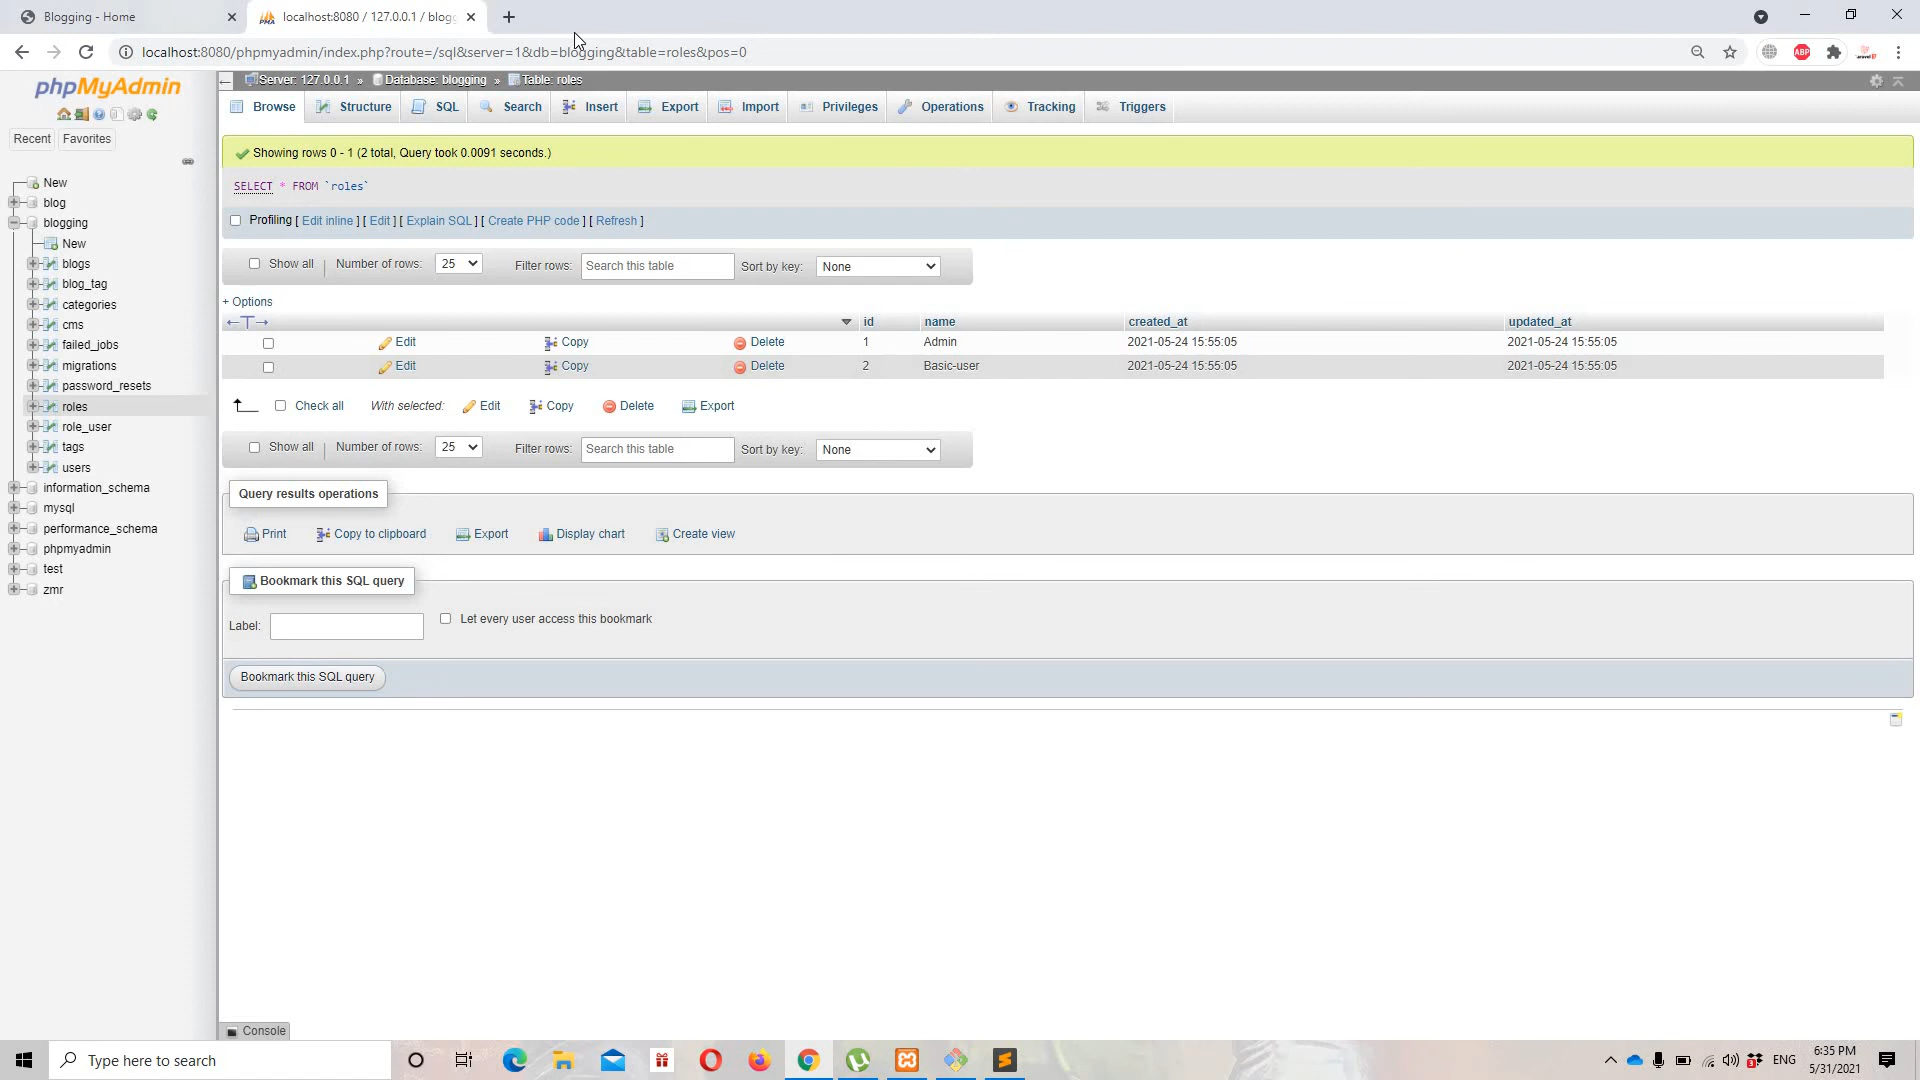 Blogging - Home
localhost:8080 / 127.0.0.1 / blogg
localhost:8080/phpmyadmin/index.php?route=/sql&server=1&db=blogging&table=roles&pos=0
ABP
phpMyAdmin
Recent Favorites
New
blog
blogging
New
blogs
blog_tag
categories
cms
failed_jobs
migrations
password_resets
roles
role_user
tags
users
information_schema
mysql
performance_schema
phpmyadmin
test
zmr
Server: 127.0.0.1 » Database: blogging » Table: roles
Browse Structure SQL Search Insert Export Import Privileges Operations Tracking Triggers
Showing rows 0 - 1 (2 total, Query took 0.0091 seconds.)
SELECT * FROM `roles`
Profiling [ Edit inline ] [ Edit ] [ Explain SQL ] [ Create PHP code ] [ Refresh ]
Show all | Number of rows: 25 Filter rows: Search this table Sort by key: None
+ Options
←T→ id name created_at updated_at
Edit Copy Delete 1 Admin 2021-05-24 15:55:05 2021-05-24 15:55:05
Edit Copy Delete 2 Basic-user 2021-05-24 15:55:05 2021-05-24 15:55:05
Check all With selected: Edit Copy Delete Export
Show all | Number of rows: 25 Filter rows: Search this table Sort by key: None
Query results operations
Print Copy to clipboard Export Display chart Create view
Bookmark this SQL query
Label: Let every user access this bookmark
Bookmark this SQL query
Console
Type here to search
ENG
6:35 PM
5/31/2021